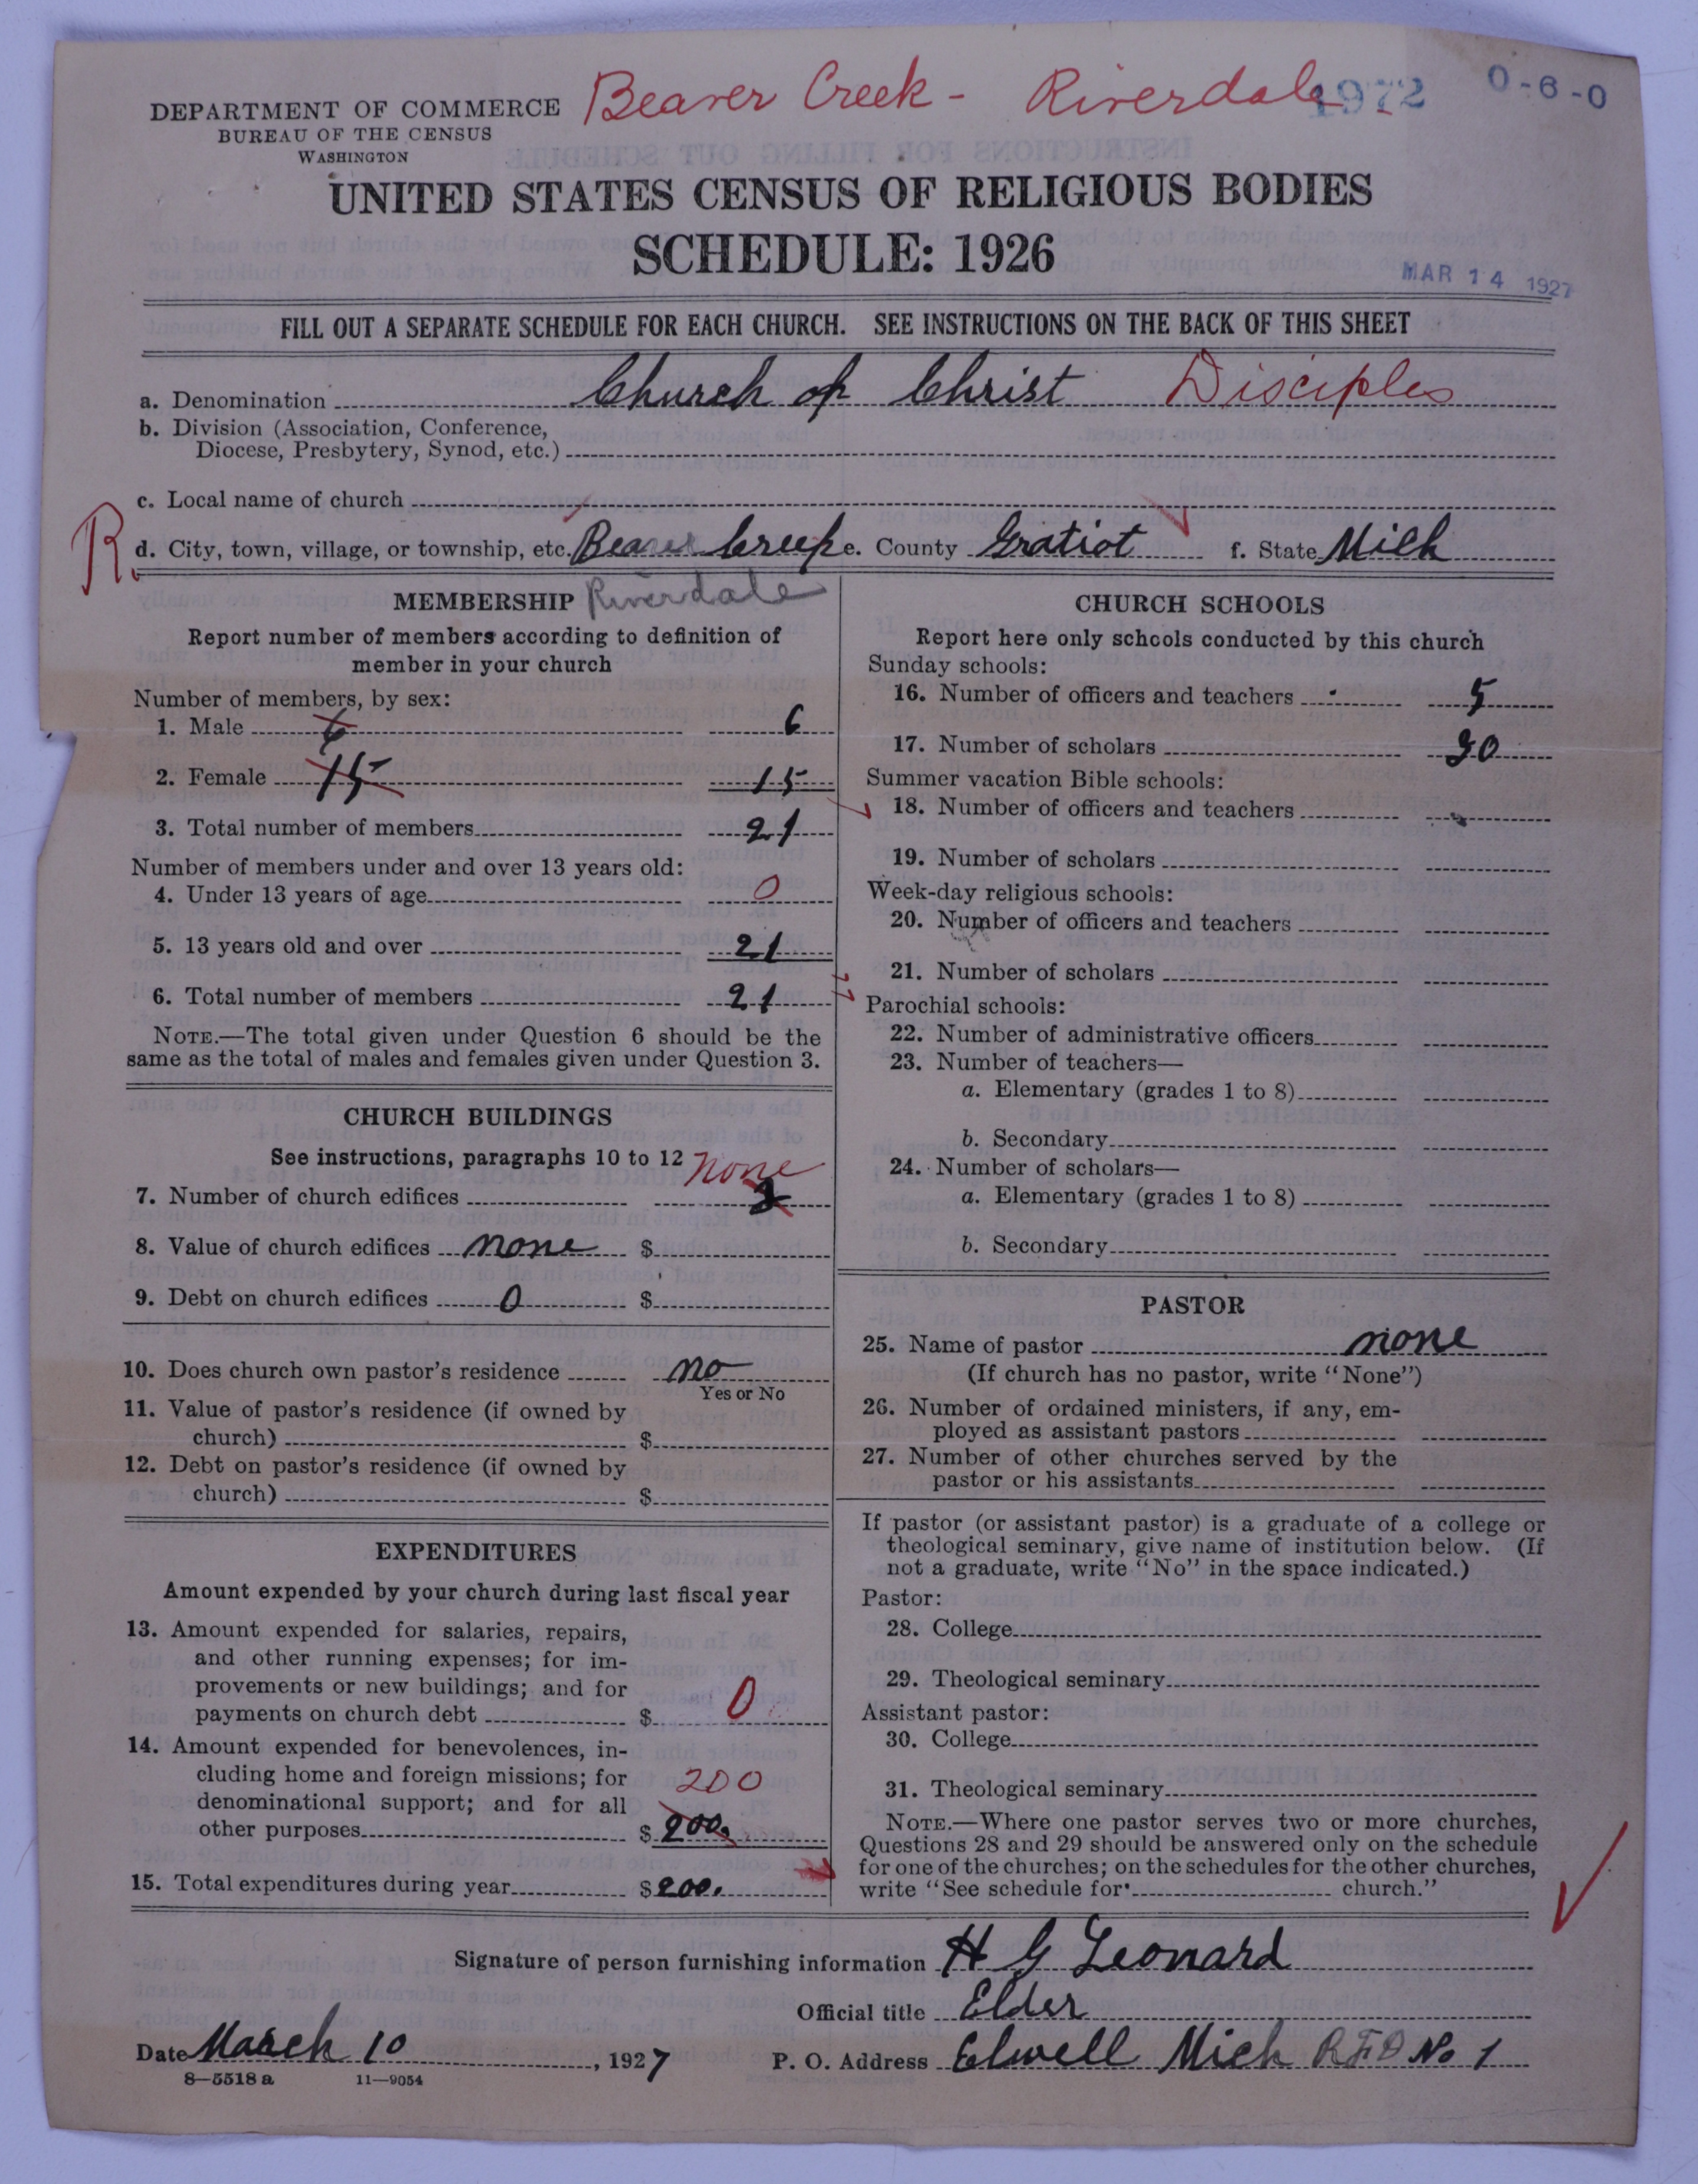 Beaver Creek - Riverdale 1972 0-6-0
DEPARTMENT OF COMMERCE
BUREAU OF THE CENSUS
WASHINGTON
UNITED STATES CENSUS OF RELIGIOUS BODIES
SCHEDULE: 1926
MAR 14 1927
FILL OUT A SEPARATE SCHEDULE FOR EACH CHURCH. SEE INSTRUCTIONS ON THE BACK OF THIS SHEET
a. Denomination Church of Christ Disciples
b. Division (Association, Conference,
Diocese, Presbytery, Synod, etc.)
c. Local name of church
R. d. City, town, village, or township, etc. Beaver Creek e. County Gratiot f. State Mich
MEMBERSHIP Riverdale
Report number of members according to definition of
member in your church
Number of members, by sex:
1. Male 6 6
2. Female 15 15
3. Total number of members 21
Number of members under and over 13 years old:
4. Under 13 years of age 0
5. 13 years old and over 21
6. Total number of members 21
NOTE.—The total given under Question 6 should be the
same as the total of males and females given under Question 3.
CHURCH BUILDINGS
See instructions, paragraphs 10 to 12 none
7. Number of church edifices
8. Value of church edifices none $
9. Debt on church edifices 0 $
10. Does church own pastor's residence no
Yes or No
11. Value of pastor's residence (if owned by
church) $
12. Debt on pastor's residence (if owned by
church) $
EXPENDITURES
Amount expended by your church during last fiscal year
13. Amount expended for salaries, repairs,
and other running expenses; for im-
provements or new buildings; and for
payments on church debt $ 0
14. Amount expended for benevolences, in-
cluding home and foreign missions; for 200
denominational support; and for all
other purposes $ 200.
15. Total expenditures during year $ 200.
CHURCH SCHOOLS
Report here only schools conducted by this church
Sunday schools:
16. Number of officers and teachers 5
17. Number of scholars 30
Summer vacation Bible schools:
18. Number of officers and teachers
19. Number of scholars
Week-day religious schools:
20. Number of officers and teachers
21. Number of scholars
Parochial schools:
22. Number of administrative officers
23. Number of teachers—
a. Elementary (grades 1 to 8)
b. Secondary
24. Number of scholars—
a. Elementary (grades 1 to 8)
b. Secondary
PASTOR
25. Name of pastor none
(If church has no pastor, write "None")
26. Number of ordained ministers, if any, em-
ployed as assistant pastors
27. Number of other churches served by the
pastor or his assistants
If pastor (or assistant pastor) is a graduate of a college or
theological seminary, give name of institution below. (If
not a graduate, write "No" in the space indicated.)
Pastor:
28. College
29. Theological seminary
Assistant pastor:
30. College
31. Theological seminary
NOTE.—Where one pastor serves two or more churches,
Questions 28 and 29 should be answered only on the schedule
for one of the churches; on the schedules for the other churches,
write "See schedule for church."
Signature of person furnishing information H G Leonard
Official title Elder
Date March 10, 1927 P. O. Address Elwell Mich RFD No 1
8—5518 a 11—9054